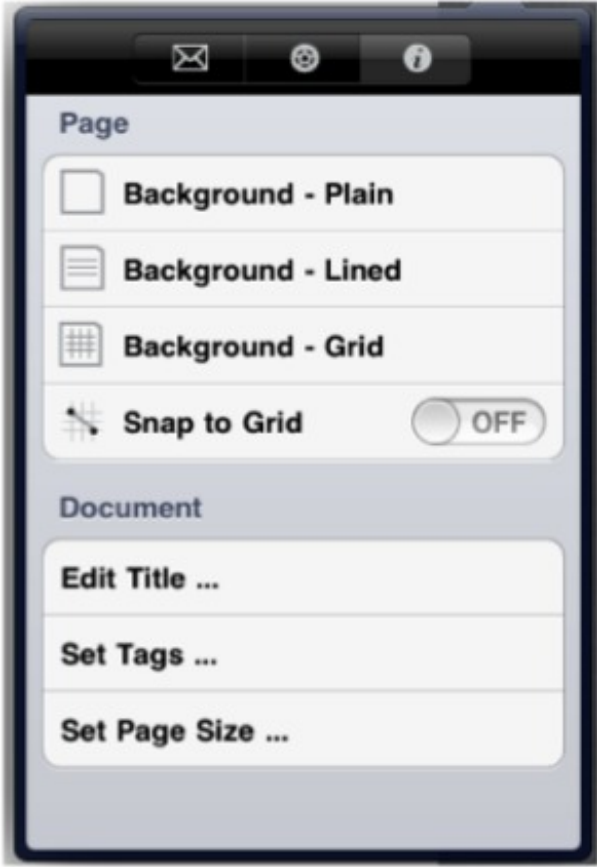 Page
Background - Plain
Background - Lined
Background - Grid
Snap to Grid OFF
Document
Edit Title ...
Set Tags ...
Set Page Size ...